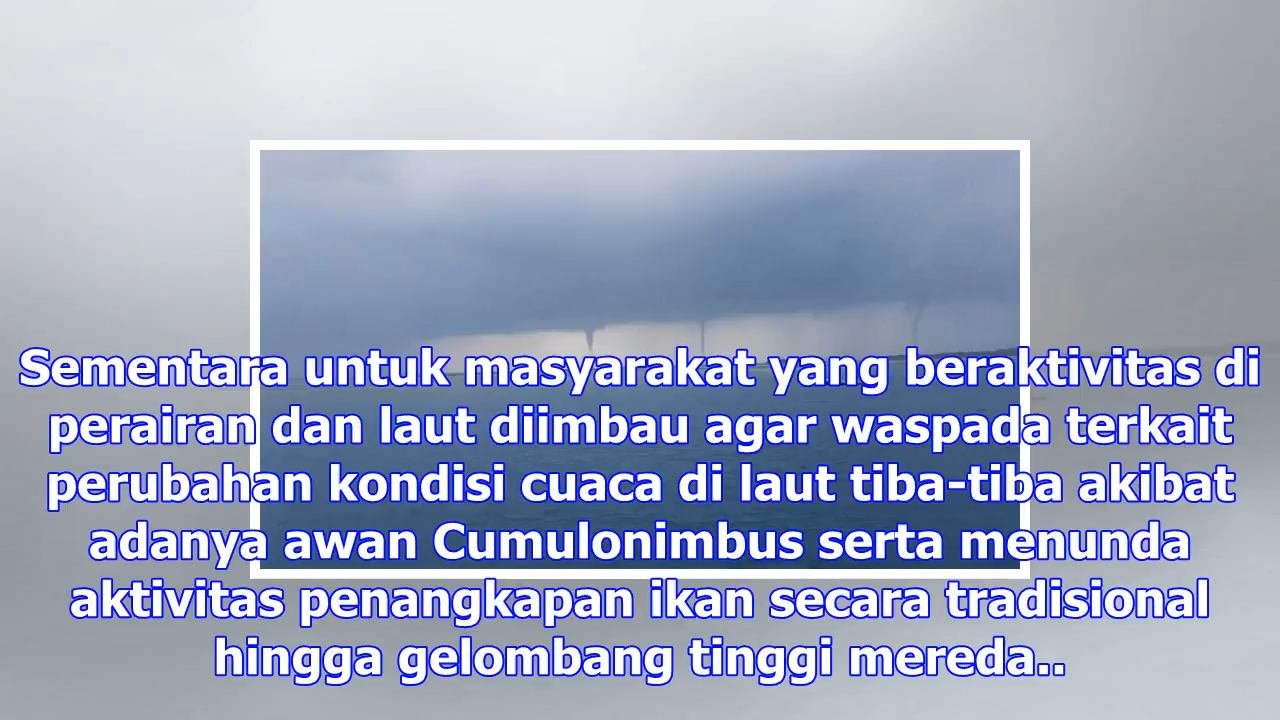 Sementara untuk masyarakat yang beraktivitas di
perairan dan laut diimbau agar waspada terkait
perubahan kondisi cuaca di laut tiba-tiba akibat
adanya awan Cumulonimbus serta menunda
aktivitas penangkapan ikan secara tradisional
hingga gelombang tinggi mereda..